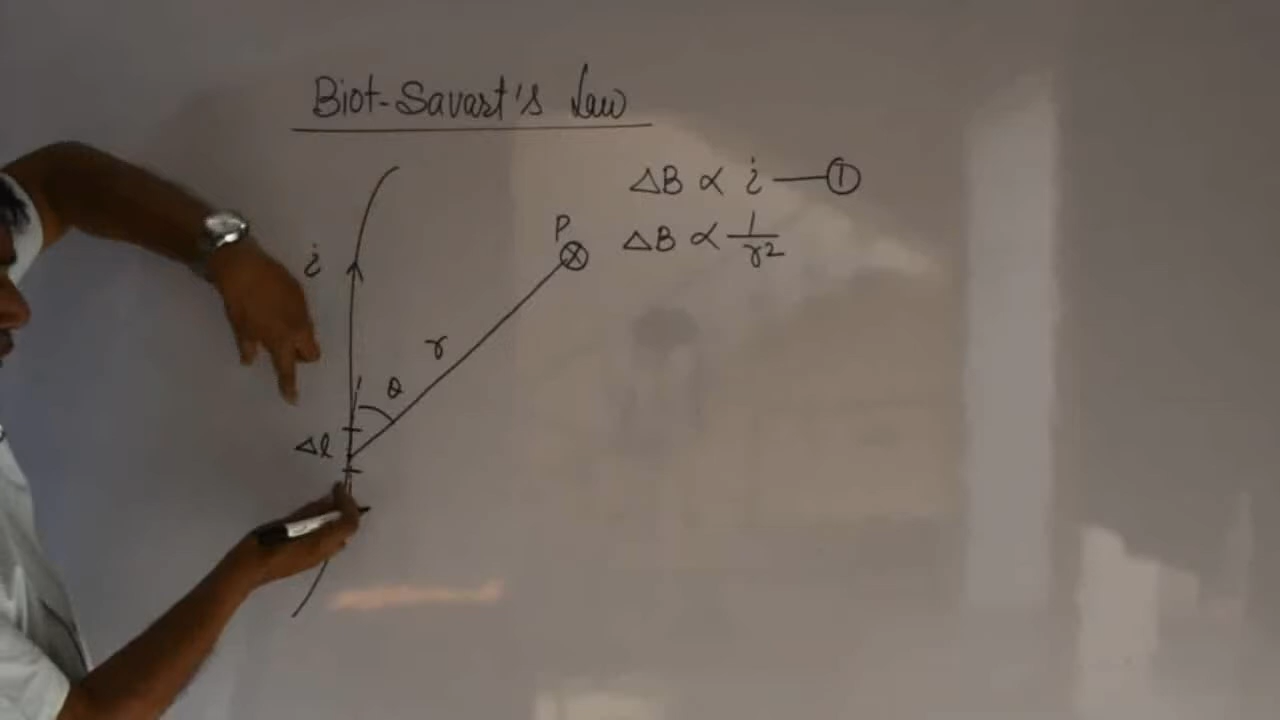 Biot-Savart's Law
ΔB ∝ i — ①
P
ΔB ∝ 1/r²
i
r
θ
Δl